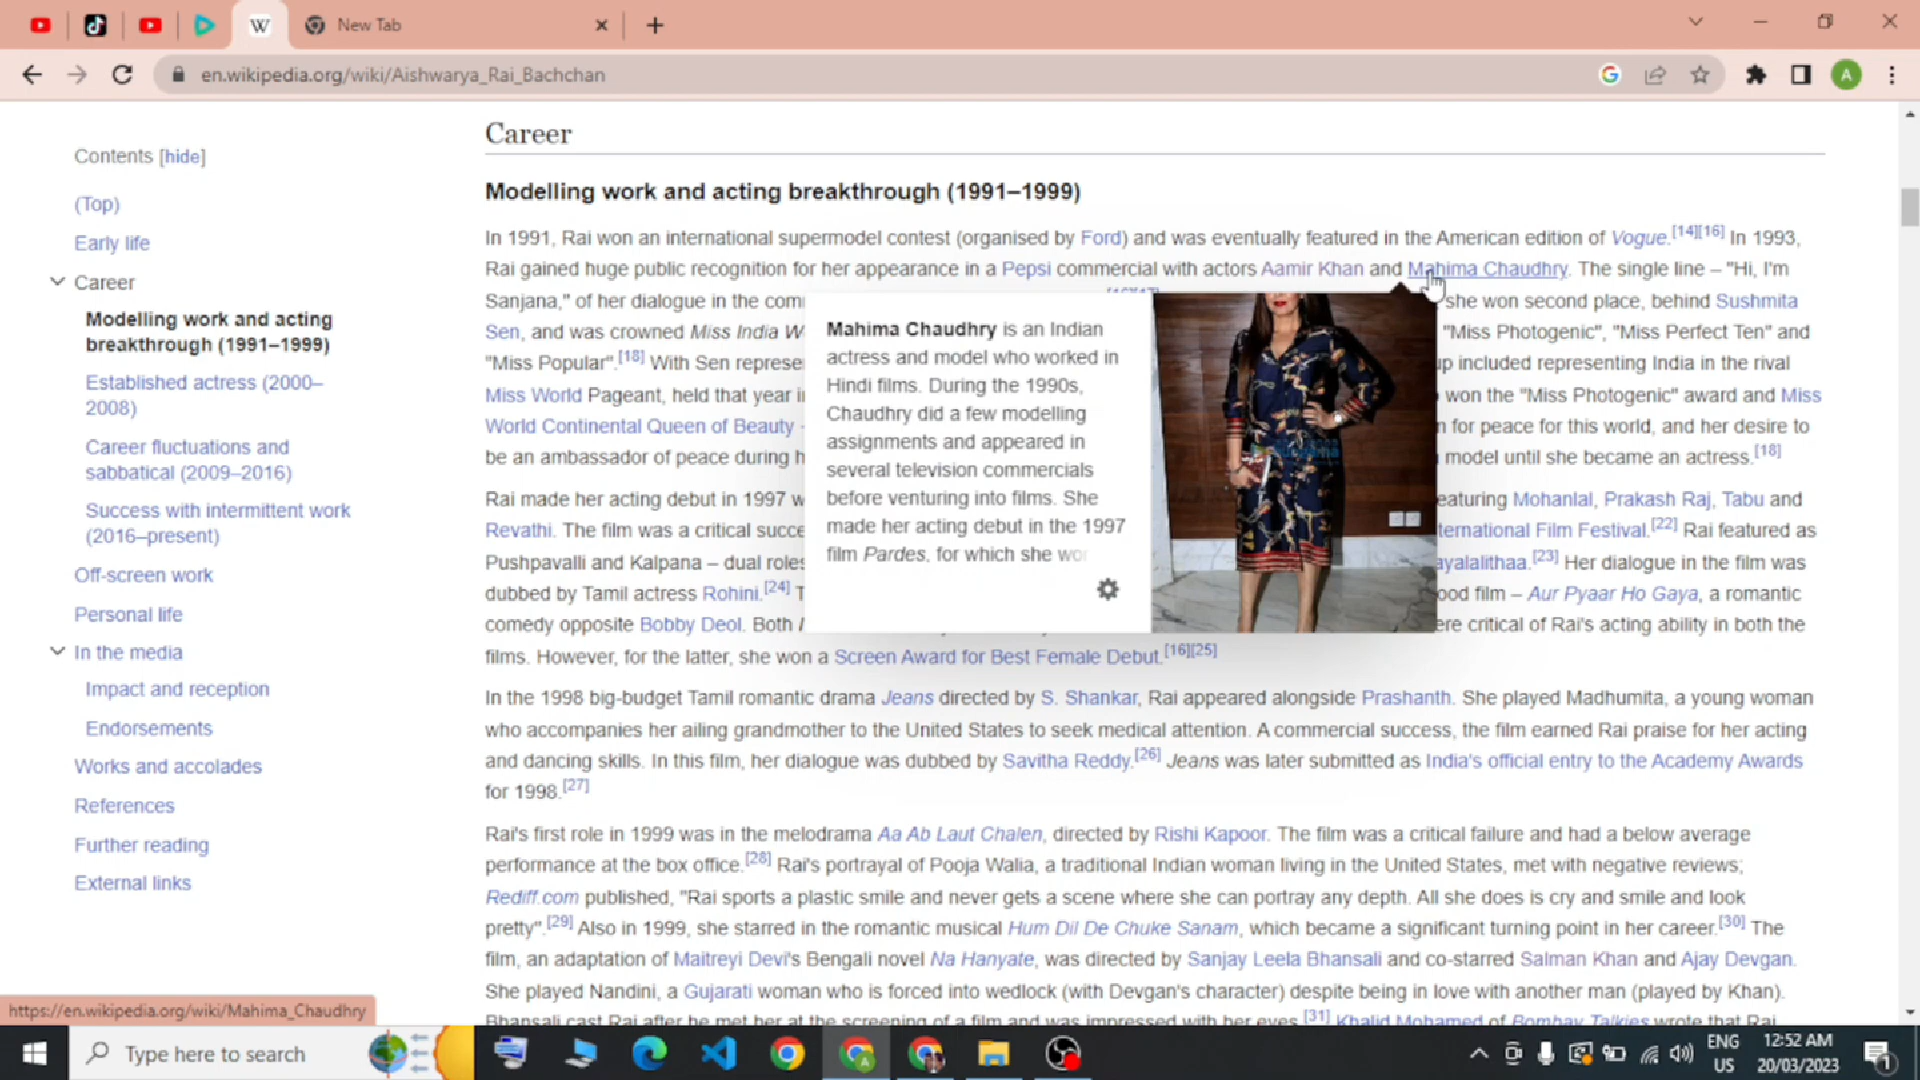 New Tab
en.wikipedia.org/wiki/Aishwarya_Rai_Bachchan
A
Contents [hide]
(Top)
Early life
Career
Modelling work and acting
breakthrough (1991–1999)
Established actress (2000–
2008)
Career fluctuations and
sabbatical (2009–2016)
Success with intermittent work
(2016–present)
Off-screen work
Personal life
In the media
Impact and reception
Endorsements
Works and accolades
References
Further reading
External links
Career
Modelling work and acting breakthrough (1991–1999)
In 1991, Rai won an international supermodel contest (organised by Ford) and was eventually featured in the American edition of Vogue.[14][16] In 1993,
Rai gained huge public recognition for her appearance in a Pepsi commercial with actors Aamir Khan and Mahima Chaudhry. The single line – "Hi, I'm
Sanjana," of her dialogue in the com she won second place, behind Sushmita
Sen, and was crowned Miss India W "Miss Photogenic", "Miss Perfect Ten" and
"Miss Popular".[18] With Sen represe up included representing India in the rival
Miss World Pageant, held that year i won the "Miss Photogenic" award and Miss
World Continental Queen of Beauty - n for peace for this world, and her desire to
be an ambassador of peace during h model until she became an actress.[18]
Rai made her acting debut in 1997 w eaturing Mohanlal, Prakash Raj, Tabu and
Revathi. The film was a critical succe ternational Film Festival.[22] Rai featured as
Pushpavalli and Kalpana – dual roles ayalalithaa.[23] Her dialogue in the film was
dubbed by Tamil actress Rohini.[24] T ood film – Aur Pyaar Ho Gaya, a romantic
comedy opposite Bobby Deol. Both ere critical of Rai's acting ability in both the
films. However, for the latter, she won a Screen Award for Best Female Debut.[16][25]
Mahima Chaudhry is an Indian
actress and model who worked in
Hindi films. During the 1990s,
Chaudhry did a few modelling
assignments and appeared in
several television commercials
before venturing into films. She
made her acting debut in the 1997
film Pardes, for which she wo
In the 1998 big-budget Tamil romantic drama Jeans directed by S. Shankar, Rai appeared alongside Prashanth. She played Madhumita, a young woman
who accompanies her ailing grandmother to the United States to seek medical attention. A commercial success, the film earned Rai praise for her acting
and dancing skills. In this film, her dialogue was dubbed by Savitha Reddy.[26] Jeans was later submitted as India's official entry to the Academy Awards
for 1998.[27]
Rai's first role in 1999 was in the melodrama Aa Ab Laut Chalen, directed by Rishi Kapoor. The film was a critical failure and had a below average
performance at the box office.[28] Rai's portrayal of Pooja Walia, a traditional Indian woman living in the United States, met with negative reviews;
Rediff.com published, "Rai sports a plastic smile and never gets a scene where she can portray any depth. All she does is cry and smile and look
pretty".[29] Also in 1999, she starred in the romantic musical Hum Dil De Chuke Sanam, which became a significant turning point in her career.[30] The
film, an adaptation of Maitreyi Devi's Bengali novel Na Hanyate, was directed by Sanjay Leela Bhansali and co-starred Salman Khan and Ajay Devgan.
She played Nandini, a Gujarati woman who is forced into wedlock (with Devgan's character) despite being in love with another man (played by Khan).
Bhansali cast Rai after he met her at the screening of a film and was impressed with her eyes.[31] Khalid Mohamed of Bombay Talkies wrote that Rai
https://en.wikipedia.org/wiki/Mahima_Chaudhry
Type here to search
ENG
US
12:52 AM
20/03/2023
1